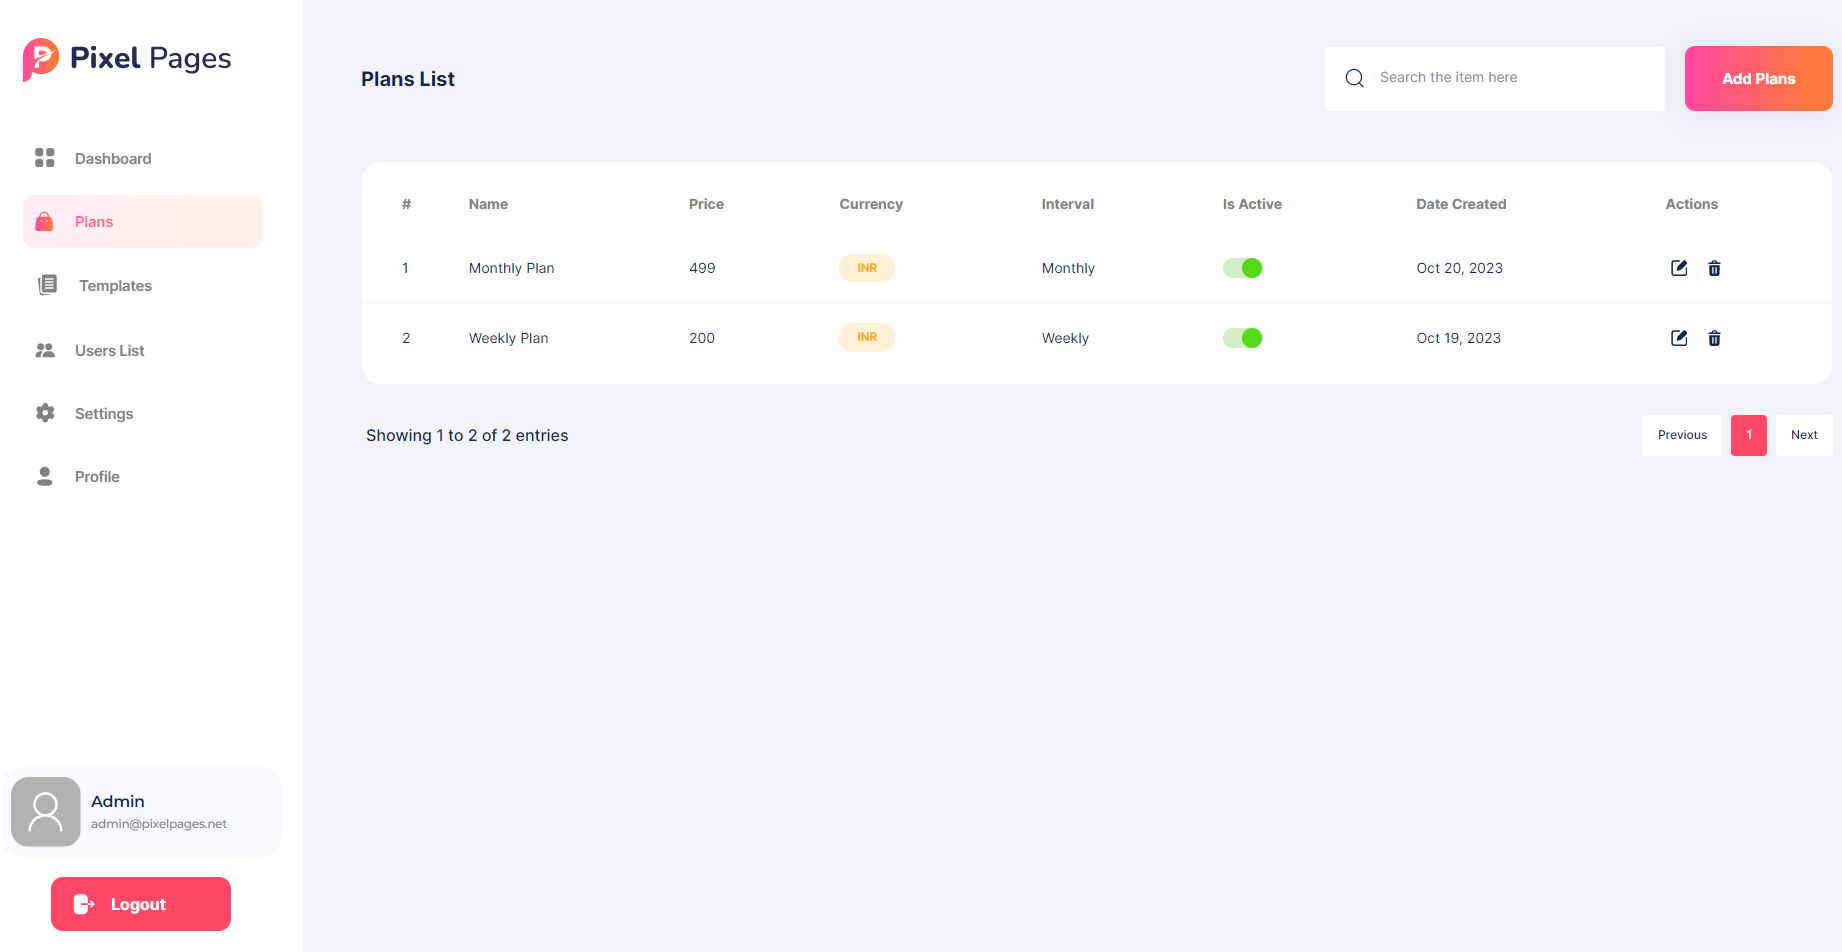 Pixel Pages
Dashboard
Plans
Templates
Users List
Settings
Profile
Admin
admin@pixelpages.net
Logout
Plans List
Search the item here
Add Plans
# Name Price Currency Interval Is Active Date Created Actions
1 Monthly Plan 499 INR Monthly Oct 20, 2023
2 Weekly Plan 200 INR Weekly Oct 19, 2023
Showing 1 to 2 of 2 entries
Previous 1 Next